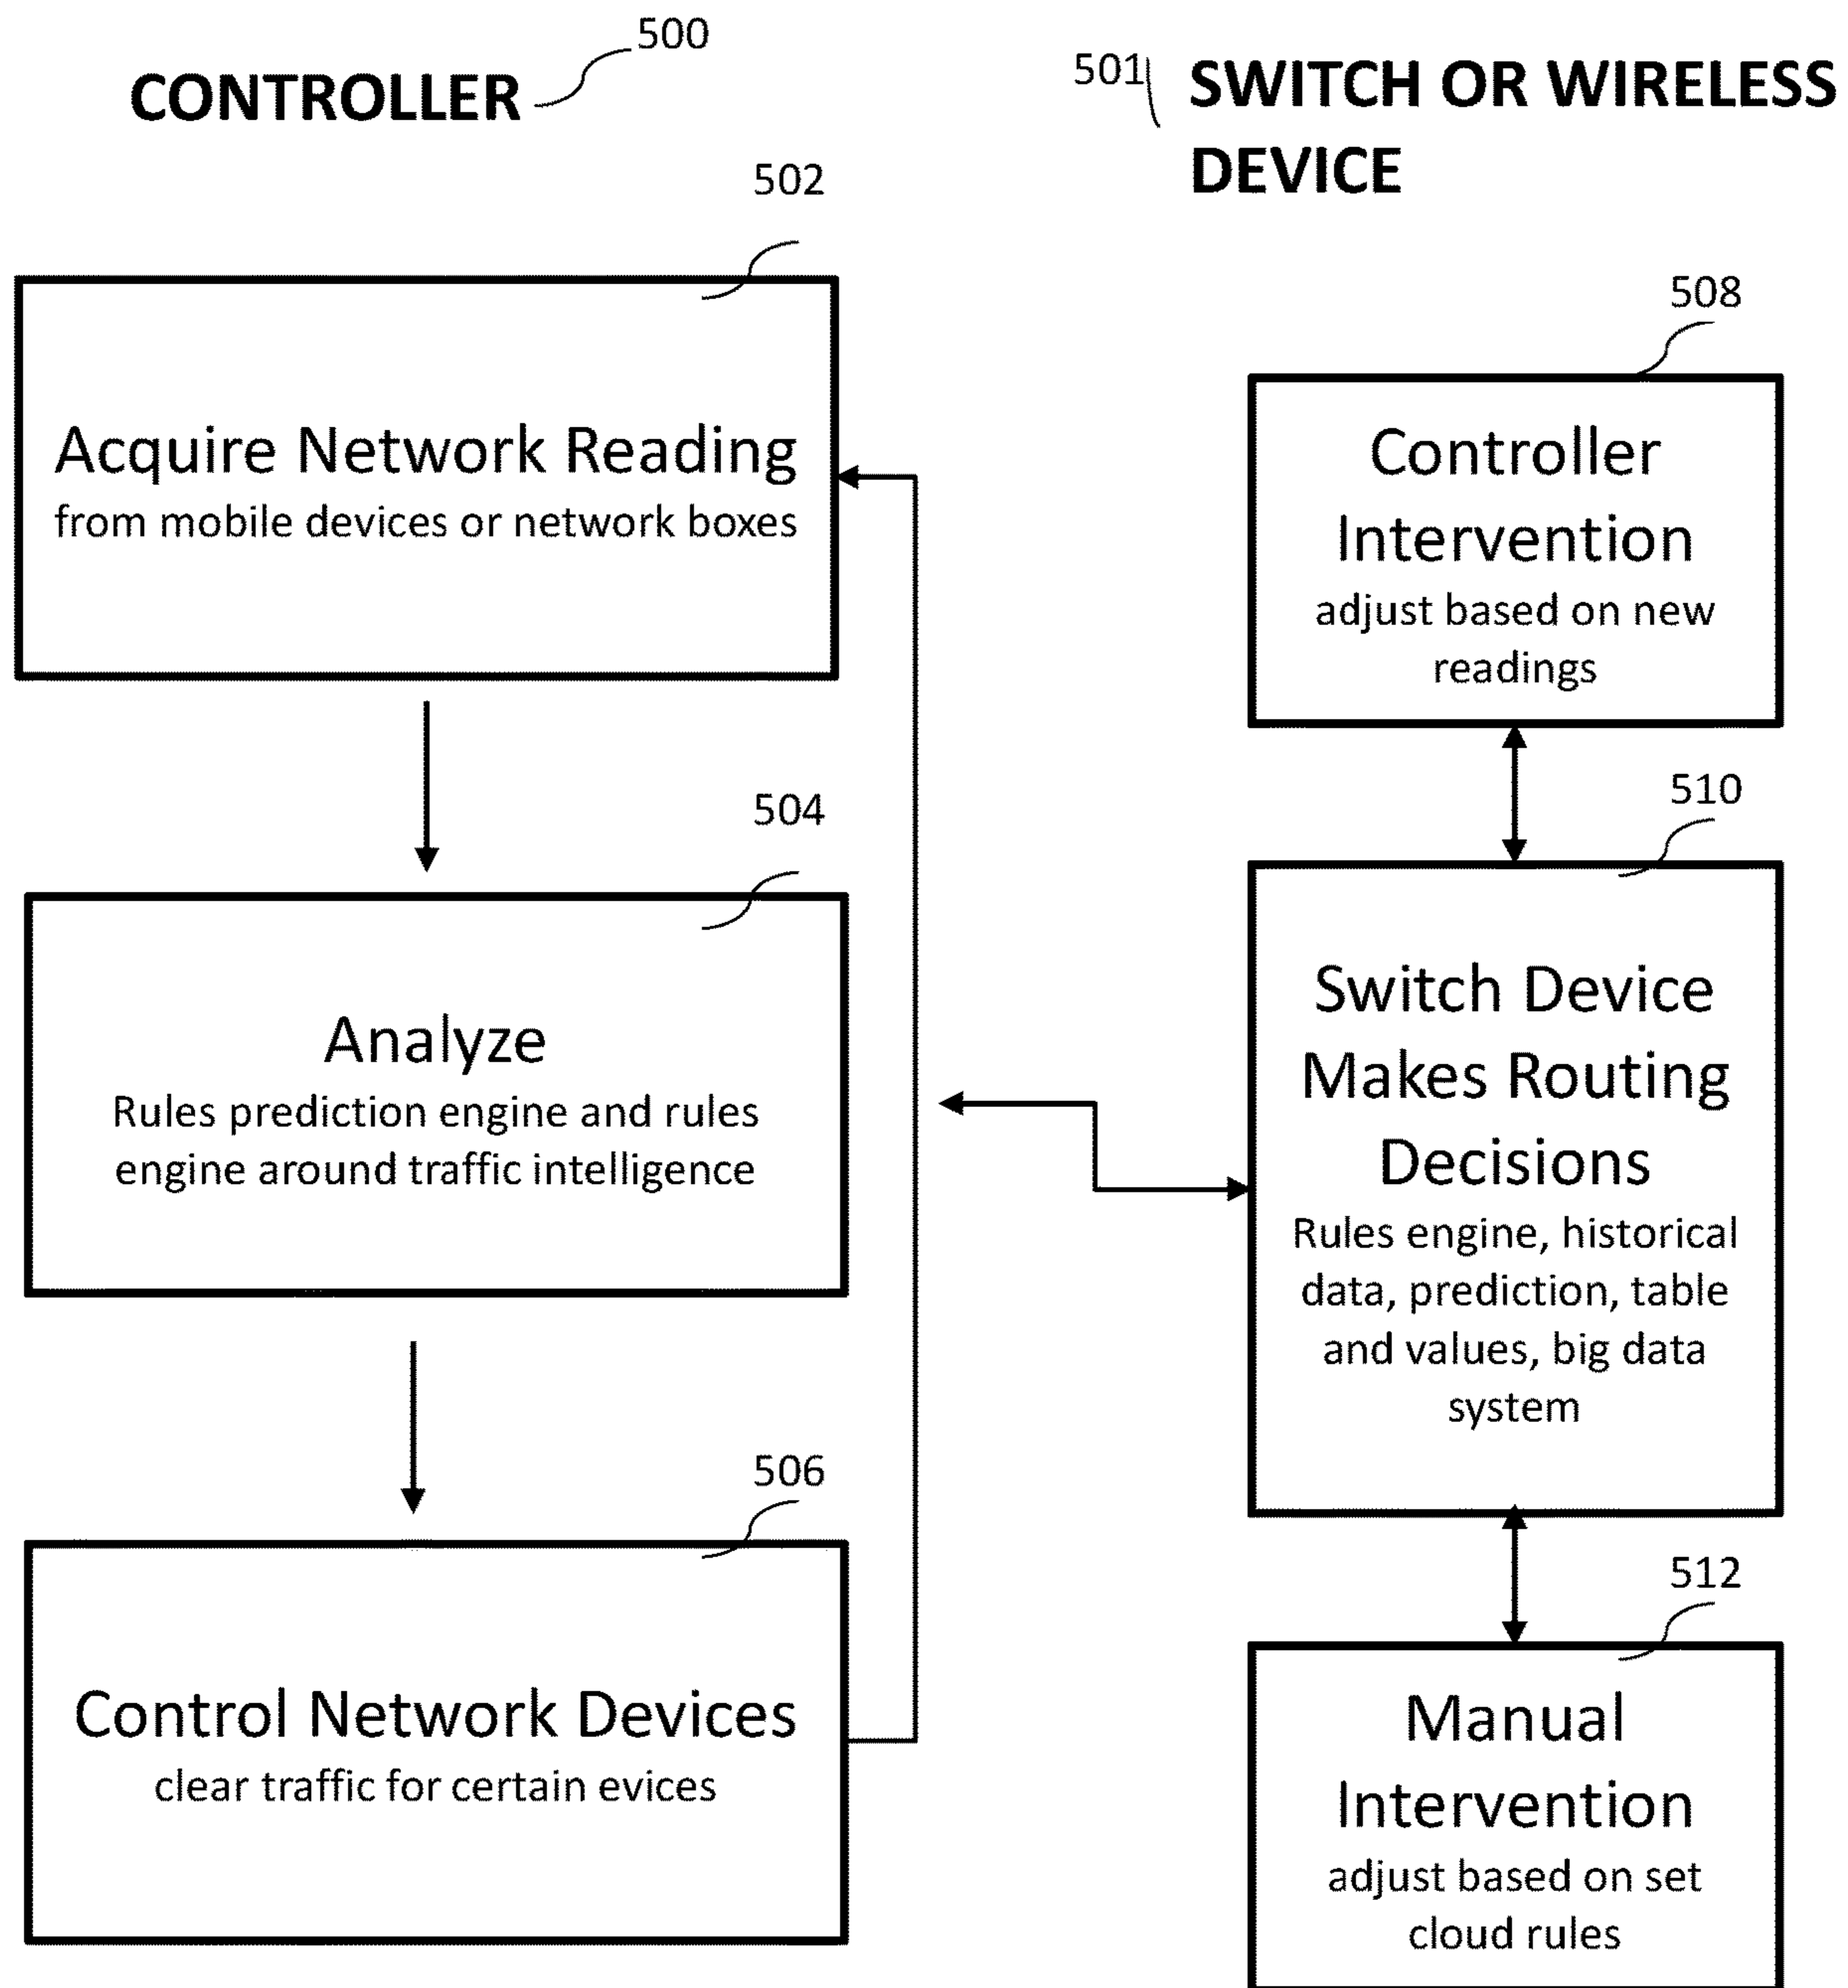 CONTROLLER
500
502
Acquire Network Reading
from mobile devices or network boxes
504
Analyze
Rules prediction engine and rules
engine around traffic intelligence
506
Control Network Devices
clear traffic for certain evices
501
SWITCH OR WIRELESS
DEVICE
508
Controller
Intervention
adjust based on new
readings
510
Switch Device
Makes Routing
Decisions
Rules engine, historical
data, prediction, table
and values, big data
system
512
Manual
Intervention
adjust based on set
cloud rules